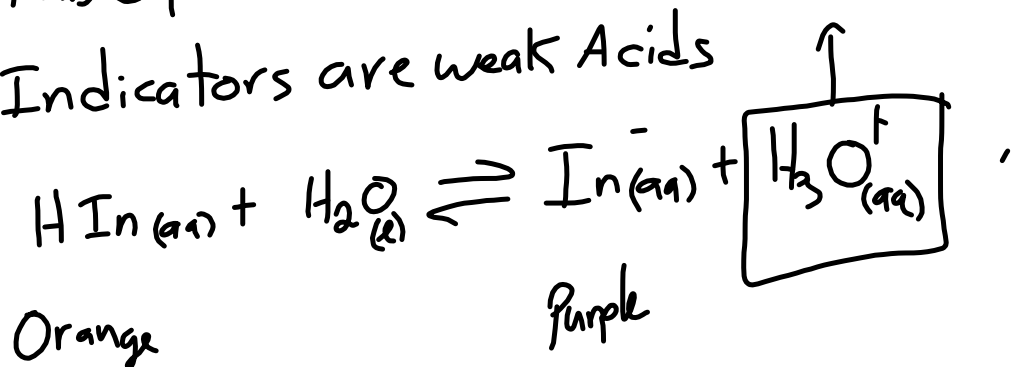 Indicators are weak Acids
HIn(aq) + H₂O(l) ⇌ In⁻(aq) + H₃O⁺(aq)
Orange Purple